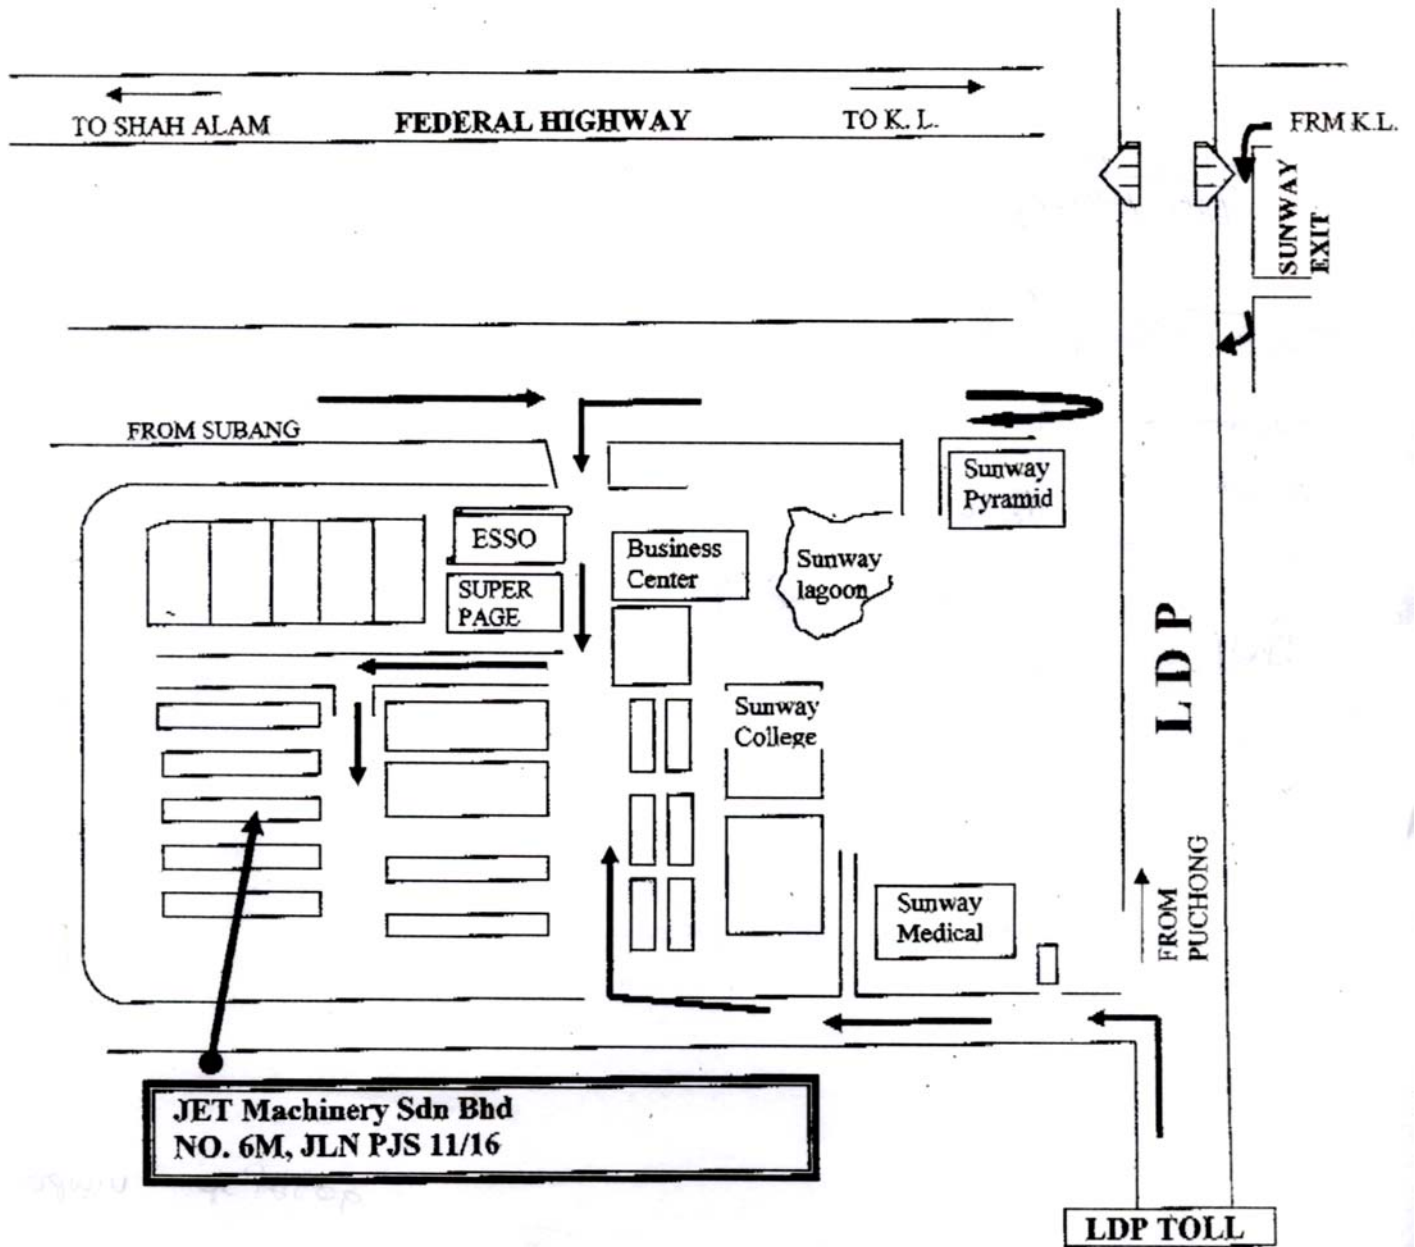 TO SHAH ALAM
FEDERAL HIGHWAY
TO K. L.
FRM K.L.
SUNWAY
EXIT
FROM SUBANG
Sunway
Pyramid
ESSO
Business
Center
Sunway
lagoon
SUPER
PAGE
LDP
Sunway
College
Sunway
Medical
FROM
PUCHONG
JET Machinery Sdn Bhd
NO. 6M, JLN PJS 11/16
LDP TOLL